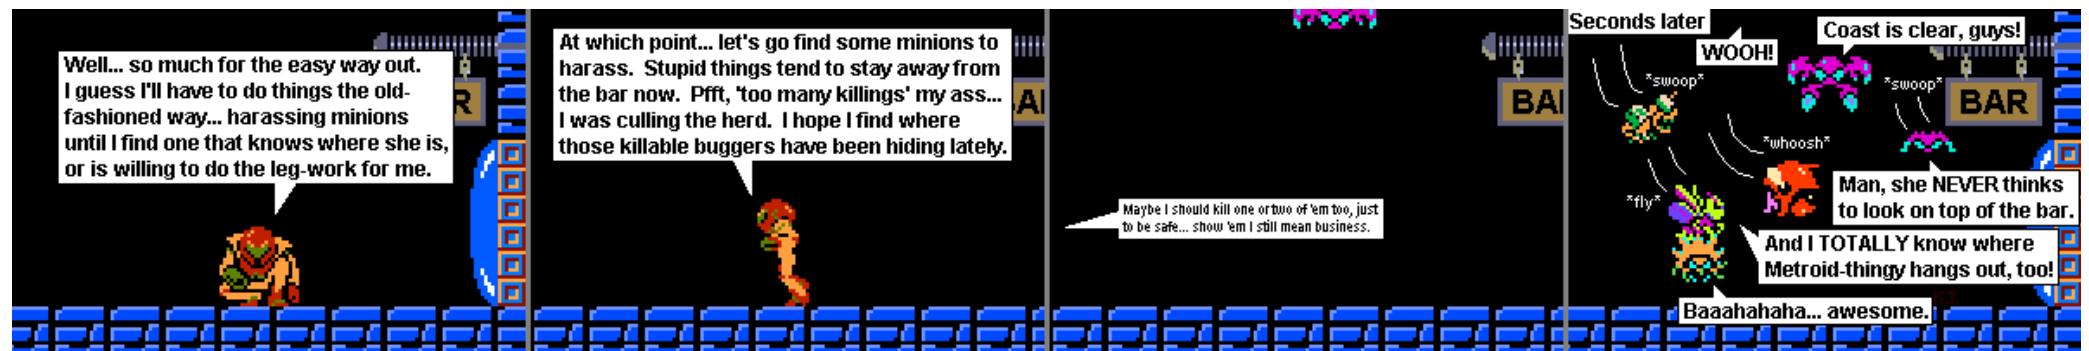 Well... so much for the easy way out.
I guess I'll have to do things the old-
fashioned way... harassing minions
until I find one that knows where she is,
or is willing to do the leg-work for me.
R
At which point... let's go find some minions to
harass. Stupid things tend to stay away from
the bar now. Pfft, 'too many killings' my ass...
I was culling the herd. I hope I find where
those killable buggers have been hiding lately.
AI
Maybe I should kill one or two of 'em too, just
to be safe... show 'em I still mean business.
BAI
Seconds later
WOOH!
Coast is clear, guys!
*swoop*
*swoop*
BAR
*whoosh*
Man, she NEVER thinks
to look on top of the bar.
*fly*
And I TOTALLY know where
Metroid-thingy hangs out, too!
Baaahahaha... awesome.